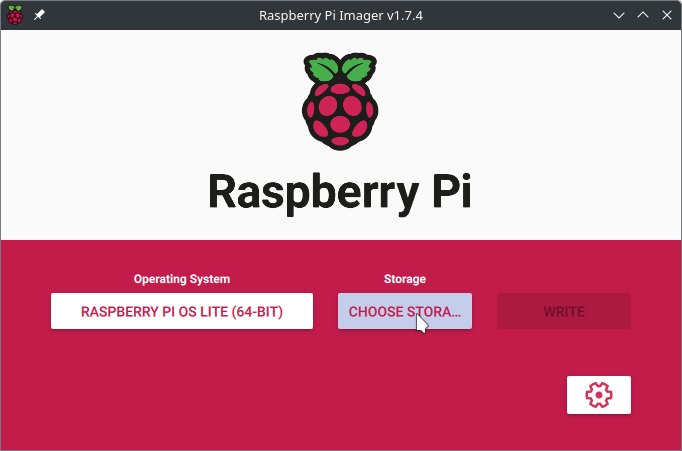 Raspberry Pi Imager v1.7.4
Raspberry Pi
Operating System
Storage
RASPBERRY PI OS LITE (64-BIT)
CHOOSE STORA...
WRITE